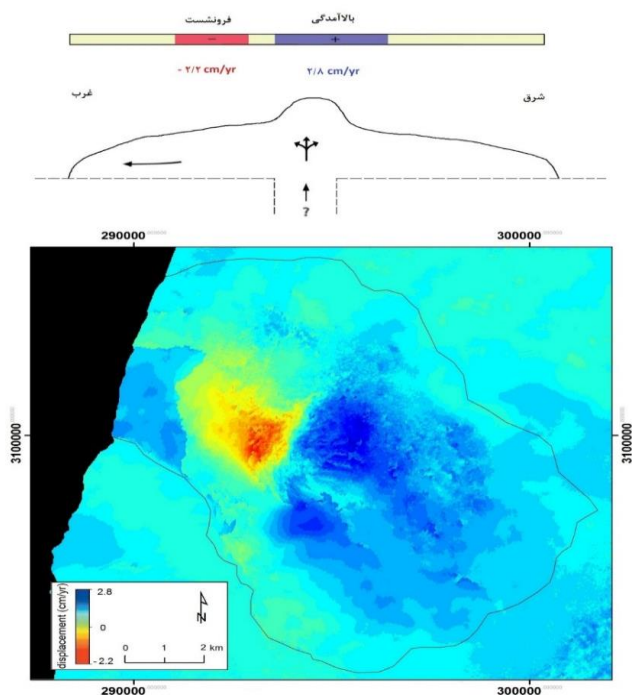 فرونشست بالاآمدگی
− +
- ۲/۲ cm/yr ۲/۸ cm/yr
غرب شرق
?
290000 300000
3100000 3100000
displacement (cm/yr)
2.8
0
-2.2
N
0 1 2 km
290000 300000